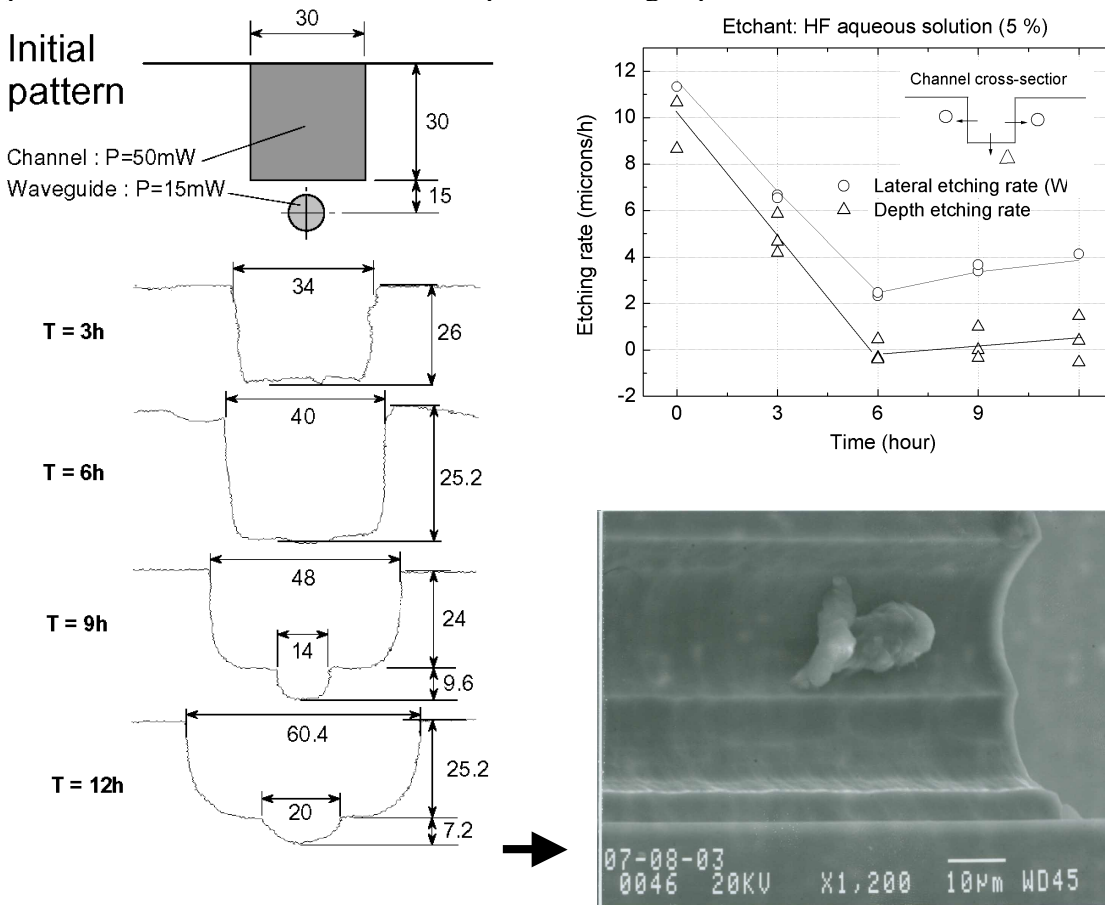 30
Initial
pattern
30
Channel : P=50mW
Waveguide : P=15mW
15
34
T = 3h
26
40
T = 6h
25.2
48
T = 9h
24
14
9.6
60.4
T = 12h
25.2
20
7.2
Etchant: HF aqueous solution (5 %)
Channel cross-section
Lateral etching rate (W
Depth etching rate
Etching rate (microns/h)
12
10
8
6
4
2
0
-2
0
3
6
9
Time (hour)
07-08-03
0046 20KV X1,200 10µm WD45